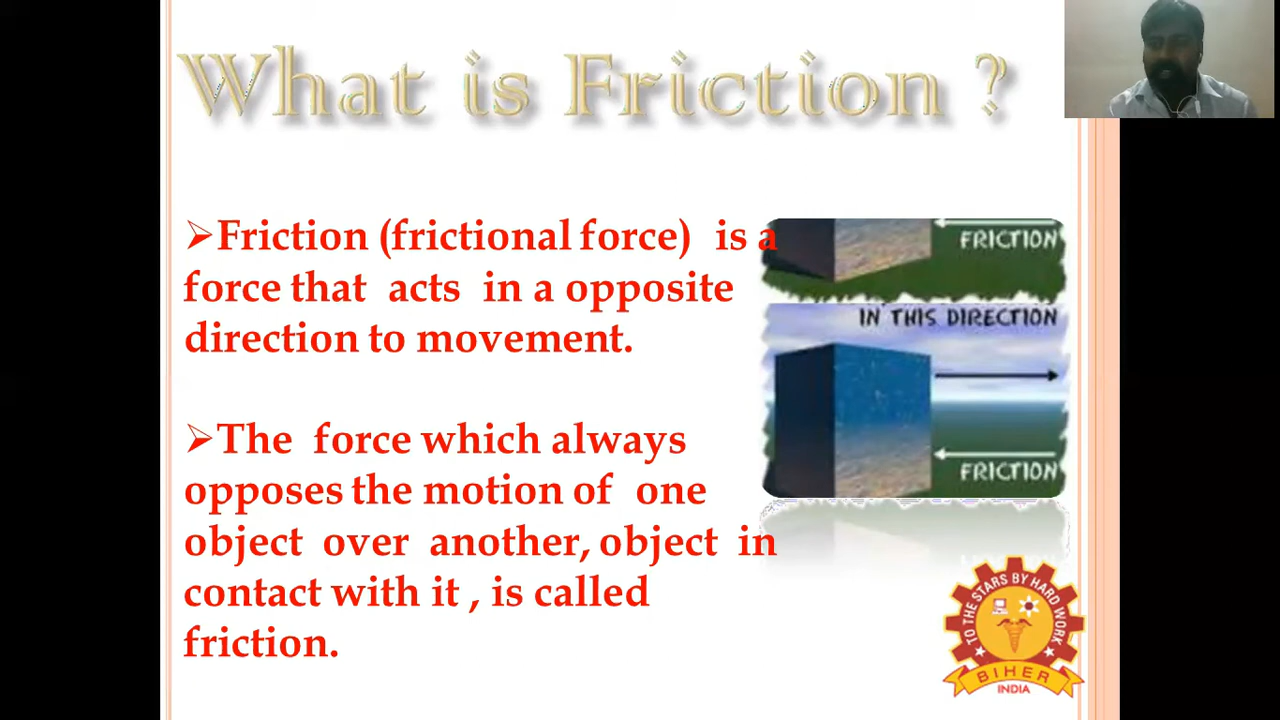 What is Friction ?
➢Friction (frictional force) is a
force that acts in a opposite
direction to movement.
➢The force which always
opposes the motion of one
object over another, object in
contact with it , is called
friction.
FRICTION
IN THIS DIRECTION
FRICTION
TO THE STARS BY HARD WORK
BIHER
INDIA